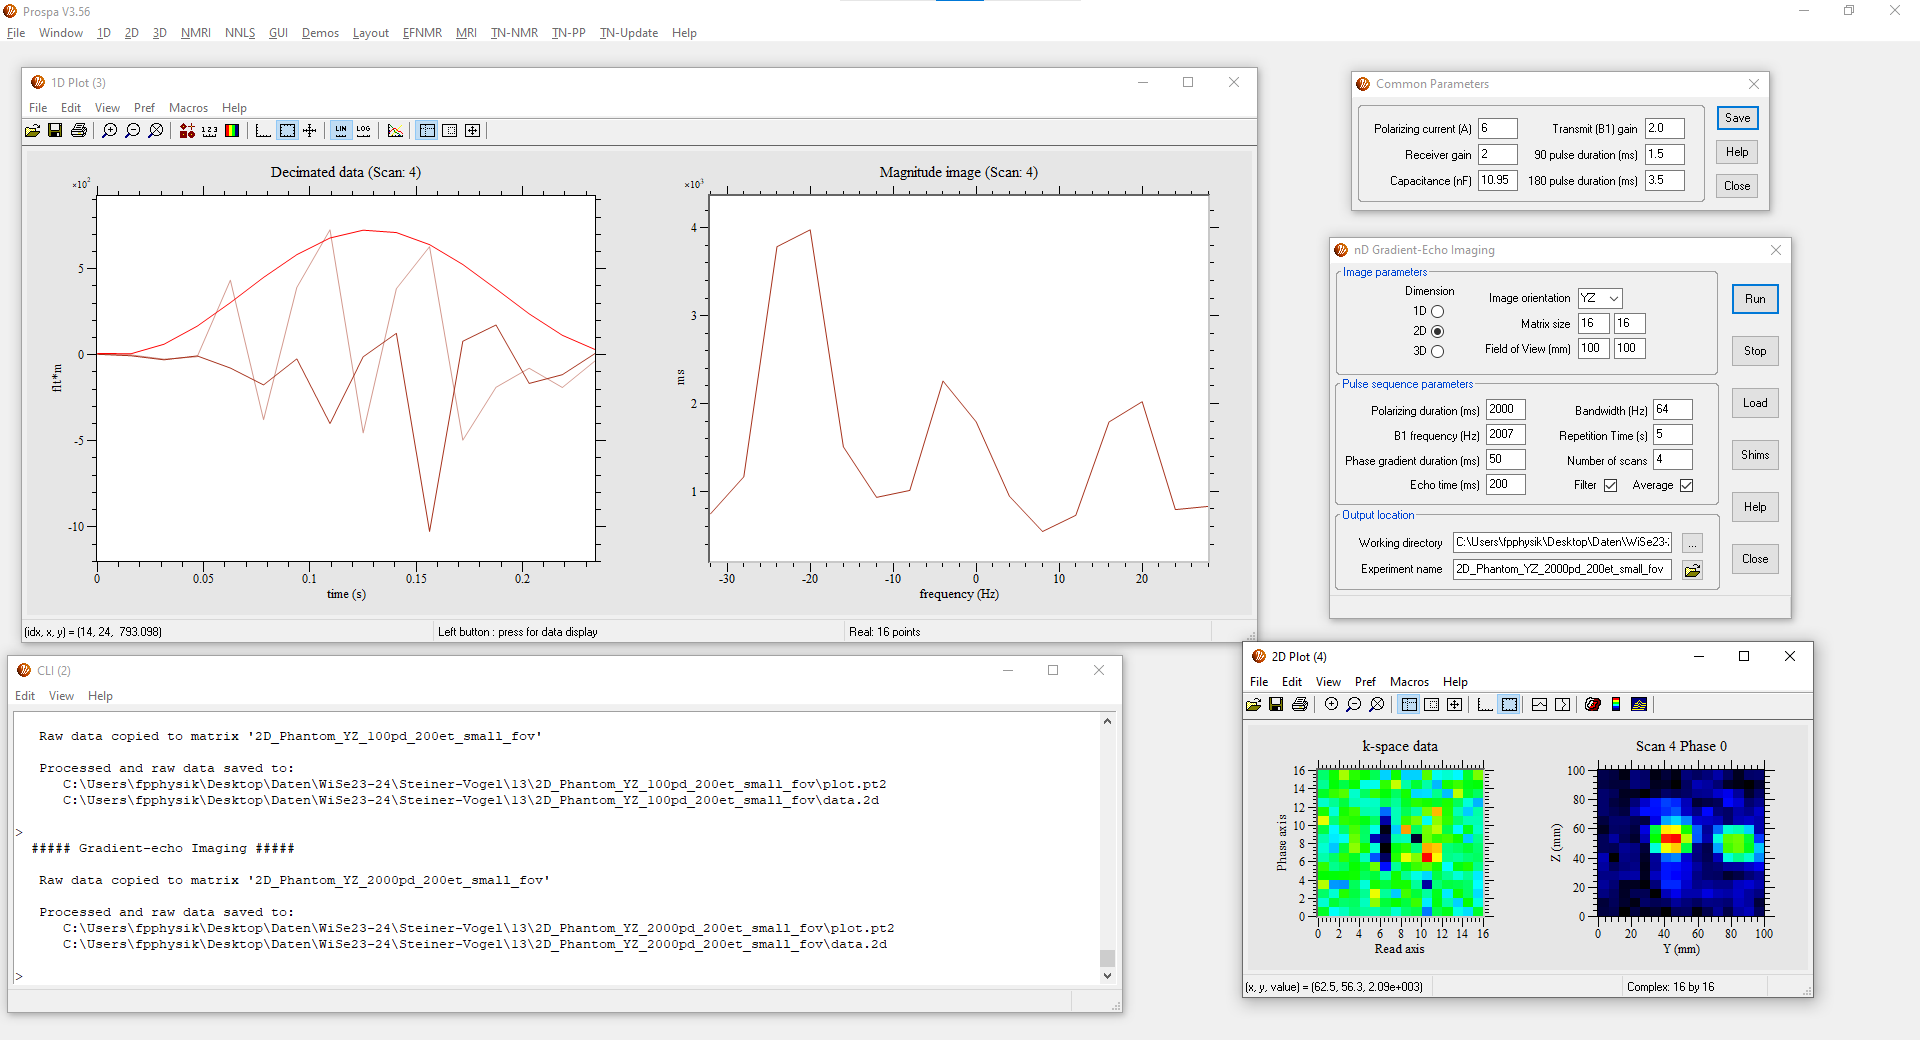 Prospa V3.56
File Window 1D 2D 3D NMRI NNLS GUI Demos Layout EFNMR MRI TN-NMR TN-PP TN-Update Help
1D Plot (3)
File Edit View Pref Macros Help
1 2 3 LIN LOG
Decimated data (Scan: 4)
×10²
5
0
-5
-10
flt*m
0 0.05 0.1 0.15 0.2
time (s)
Magnitude image (Scan: 4)
×10³
4
3
2
1
ms
-30 -20 -10 0 10 20
frequency (Hz)
(idx, x, y) = (14, 24, 793.098)
Left button : press for data display
Real: 16 points
Common Parameters
Polarizing current (A) 6 Transmit (B1) gain 2.0
Receiver gain 2 90 pulse duration (ms) 1.5
Capacitance (nF) 10.95 180 pulse duration (ms) 3.5
Save
Help
Close
nD Gradient-Echo Imaging
Image parameters
Dimension
1D
2D
3D
Image orientation YZ
Matrix size 16 16
Field of View (mm) 100 100
Pulse sequence parameters
Polarizing duration (ms) 2000 Bandwidth (Hz) 64
B1 frequency (Hz) 2007 Repetition Time (s) 5
Phase gradient duration (ms) 50 Number of scans 4
Echo time (ms) 200 Filter Average
Output location
Working directory C:\Users\fpphysik\Desktop\Daten\WiSe23-
...
Experiment name 2D_Phantom_YZ_2000pd_200et_small_fov
Run
Stop
Load
Shims
Help
Close
CLI (2)
Edit View Help
Raw data copied to matrix '2D_Phantom_YZ_100pd_200et_small_fov'
Processed and raw data saved to:
C:\Users\fpphysik\Desktop\Daten\WiSe23-24\Steiner-Vogel\13\2D_Phantom_YZ_100pd_200et_small_fov\plot.pt2
C:\Users\fpphysik\Desktop\Daten\WiSe23-24\Steiner-Vogel\13\2D_Phantom_YZ_100pd_200et_small_fov\data.2d
>
##### Gradient-echo Imaging #####
Raw data copied to matrix '2D_Phantom_YZ_2000pd_200et_small_fov'
Processed and raw data saved to:
C:\Users\fpphysik\Desktop\Daten\WiSe23-24\Steiner-Vogel\13\2D_Phantom_YZ_2000pd_200et_small_fov\plot.pt2
C:\Users\fpphysik\Desktop\Daten\WiSe23-24\Steiner-Vogel\13\2D_Phantom_YZ_2000pd_200et_small_fov\data.2d
>
2D Plot (4)
File Edit View Pref Macros Help
k-space data
16
14
12
10
8
6
4
2
0
Phase axis
0 2 4 6 8 10 12 14 16
Read axis
Scan 4 Phase 0
100
80
60
40
20
0
Z (mm)
0 20 40 60 80 100
Y (mm)
(x, y, value) = (62.5, 56.3, 2.09e+003)
Complex: 16 by 16